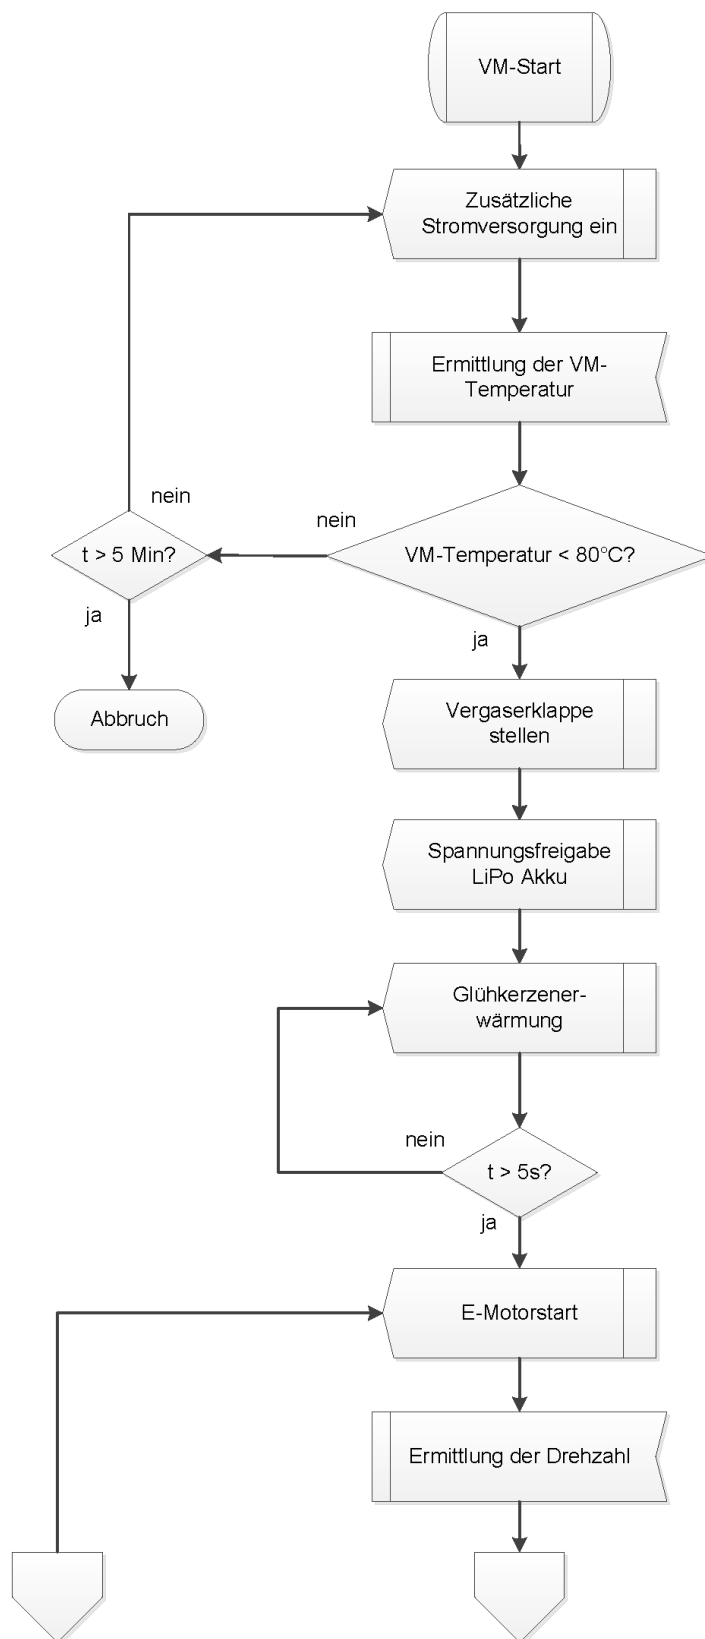 VM-Start
Zusätzliche
Stromversorgung ein
Ermittlung der VM-
Temperatur
nein
nein
t > 5 Min?
VM-Temperatur < 80°C?
ja
ja
Abbruch
Vergaserklappe
stellen
Spannungsfreigabe
LiPo Akku
Glühkerzener-
wärmung
nein
t > 5s?
ja
E-Motorstart
Ermittlung der Drehzahl